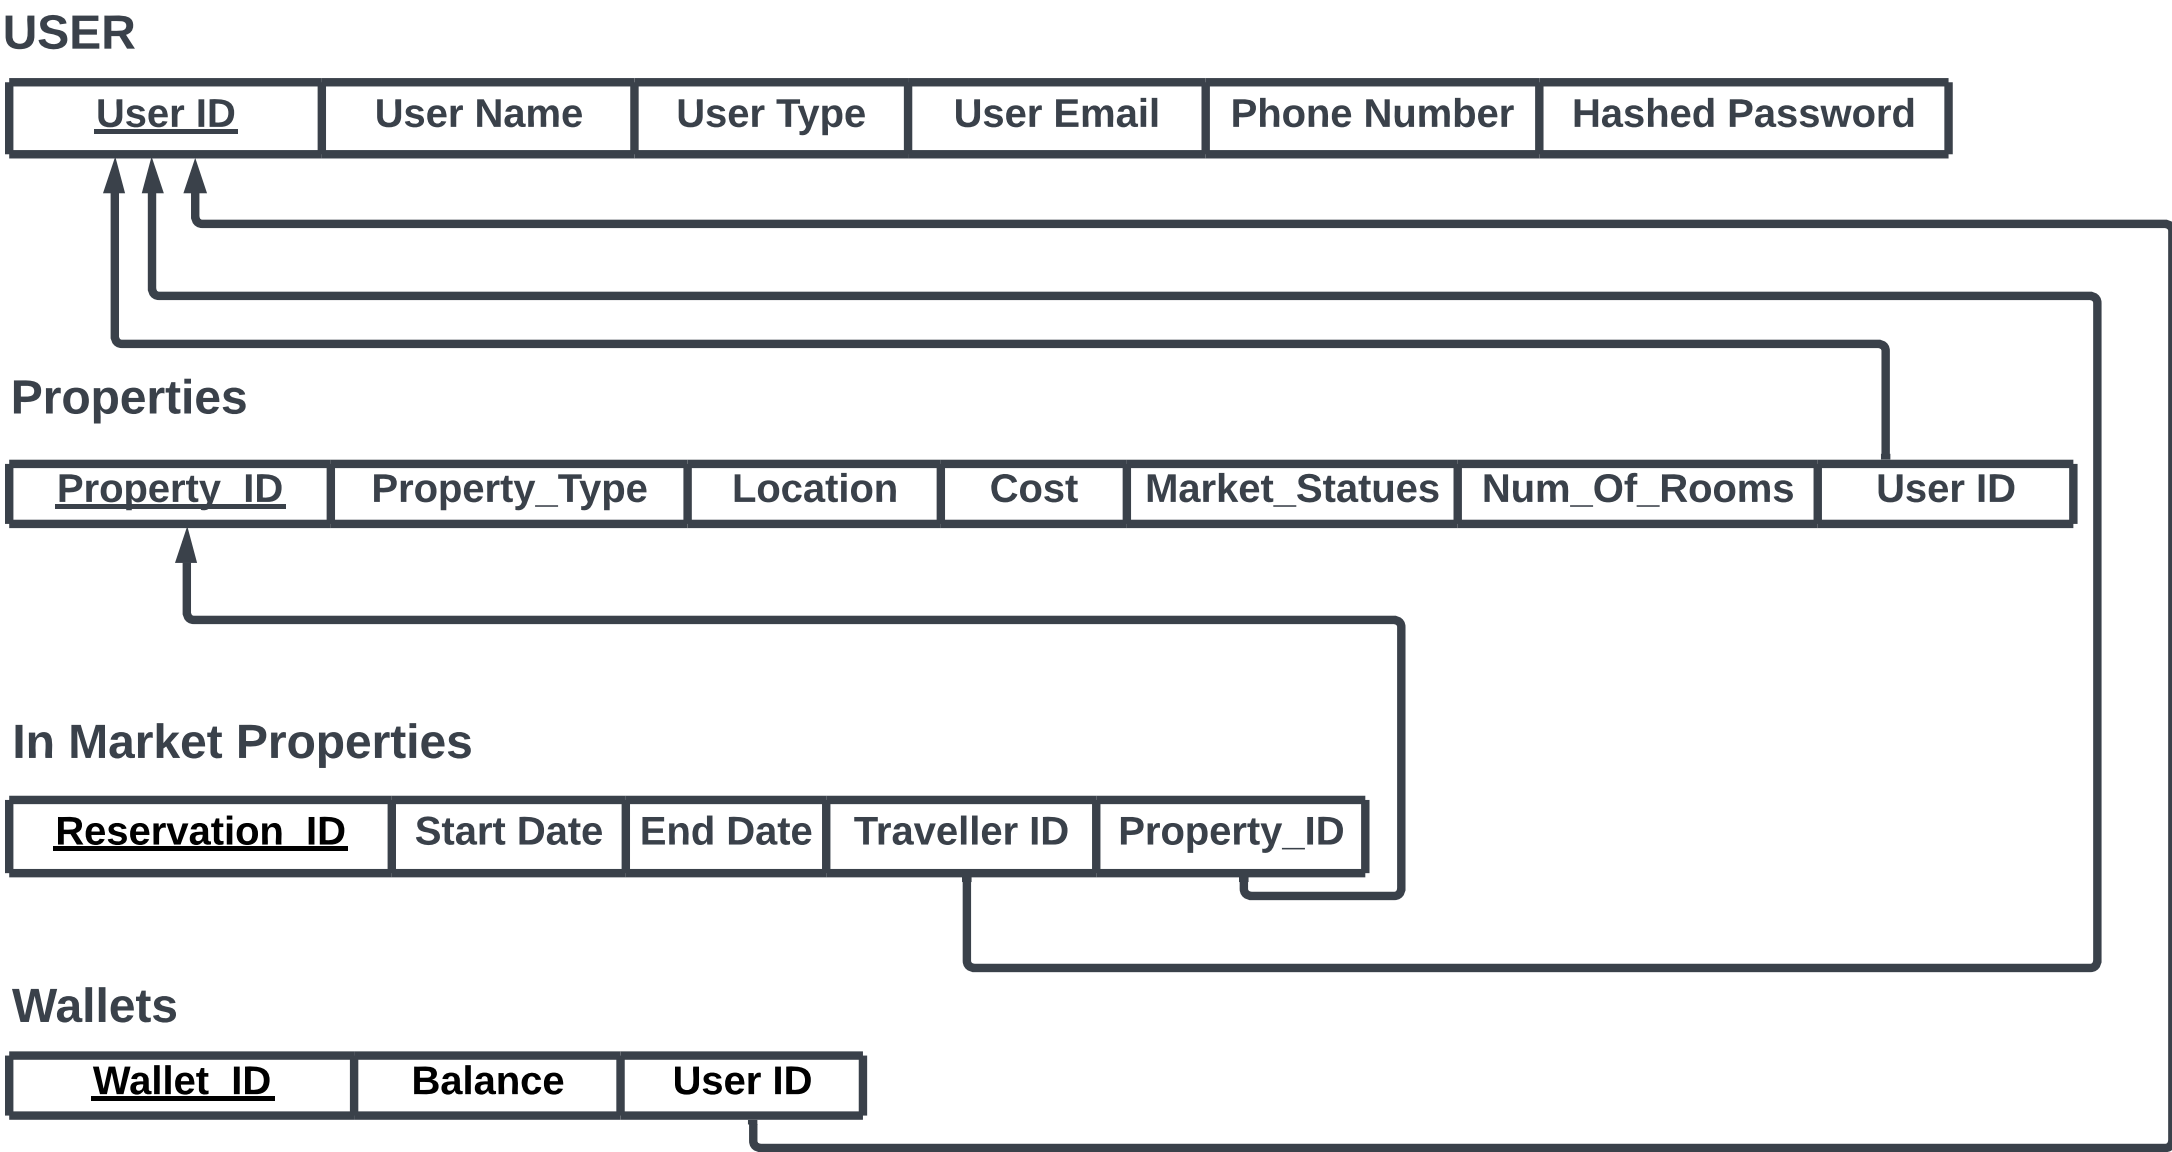 USER
User ID User Name User Type User Email Phone Number Hashed Password
Properties
Property_ID Property_Type Location Cost Market_Statues Num_Of_Rooms User ID
In Market Properties
Reservation_ID Start Date End Date Traveller ID Property_ID
Wallets
Wallet_ID Balance User ID